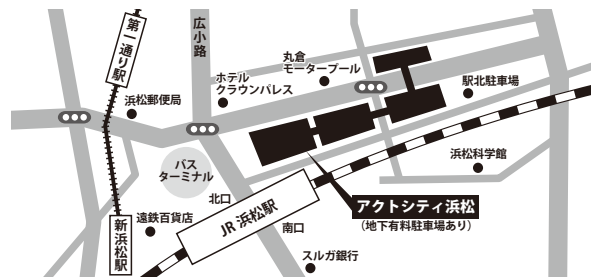 第一通り駅
広小路
丸倉
モータープール
ホテル
クラウンパレス
駅北駐車場
浜松郵便局
バス
ターミナル
浜松科学館
北口
JR 浜松駅
アクトシティ浜松
(地下有料駐車場あり)
遠鉄百貨店
南口
新浜松駅
スルガ銀行